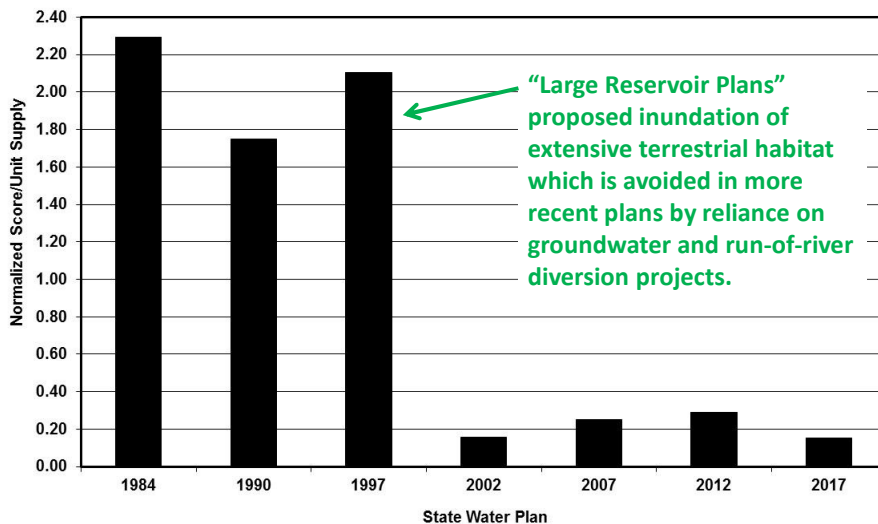 2.40
2.20
2.00
1.80
1.60
1.40
1.20
1.00
0.80
0.60
0.40
0.20
0.00
Normalized Score/Unit Supply
“Large Reservoir Plans”
proposed inundation of
extensive terrestrial habitat
which is avoided in more
recent plans by reliance on
groundwater and run-of-river
diversion projects.
1984 1990 1997 2002 2007 2012 2017
State Water Plan